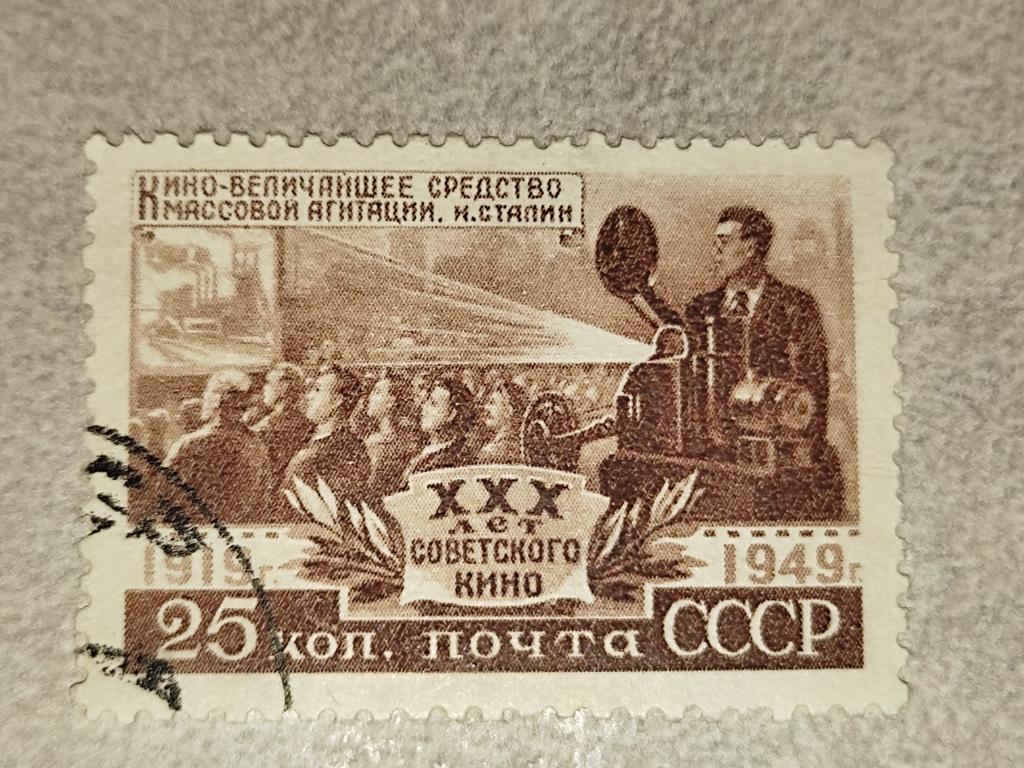 КИНО-ВЕЛИЧАЙШЕЕ СРЕДСТВО
МАССОВОЙ АГИТАЦИИ. И.СТАЛИН
XXX
ЛЕТ
СОВЕТСКОГО
КИНО
1919г. 1949г.
25 коп. почта СССР